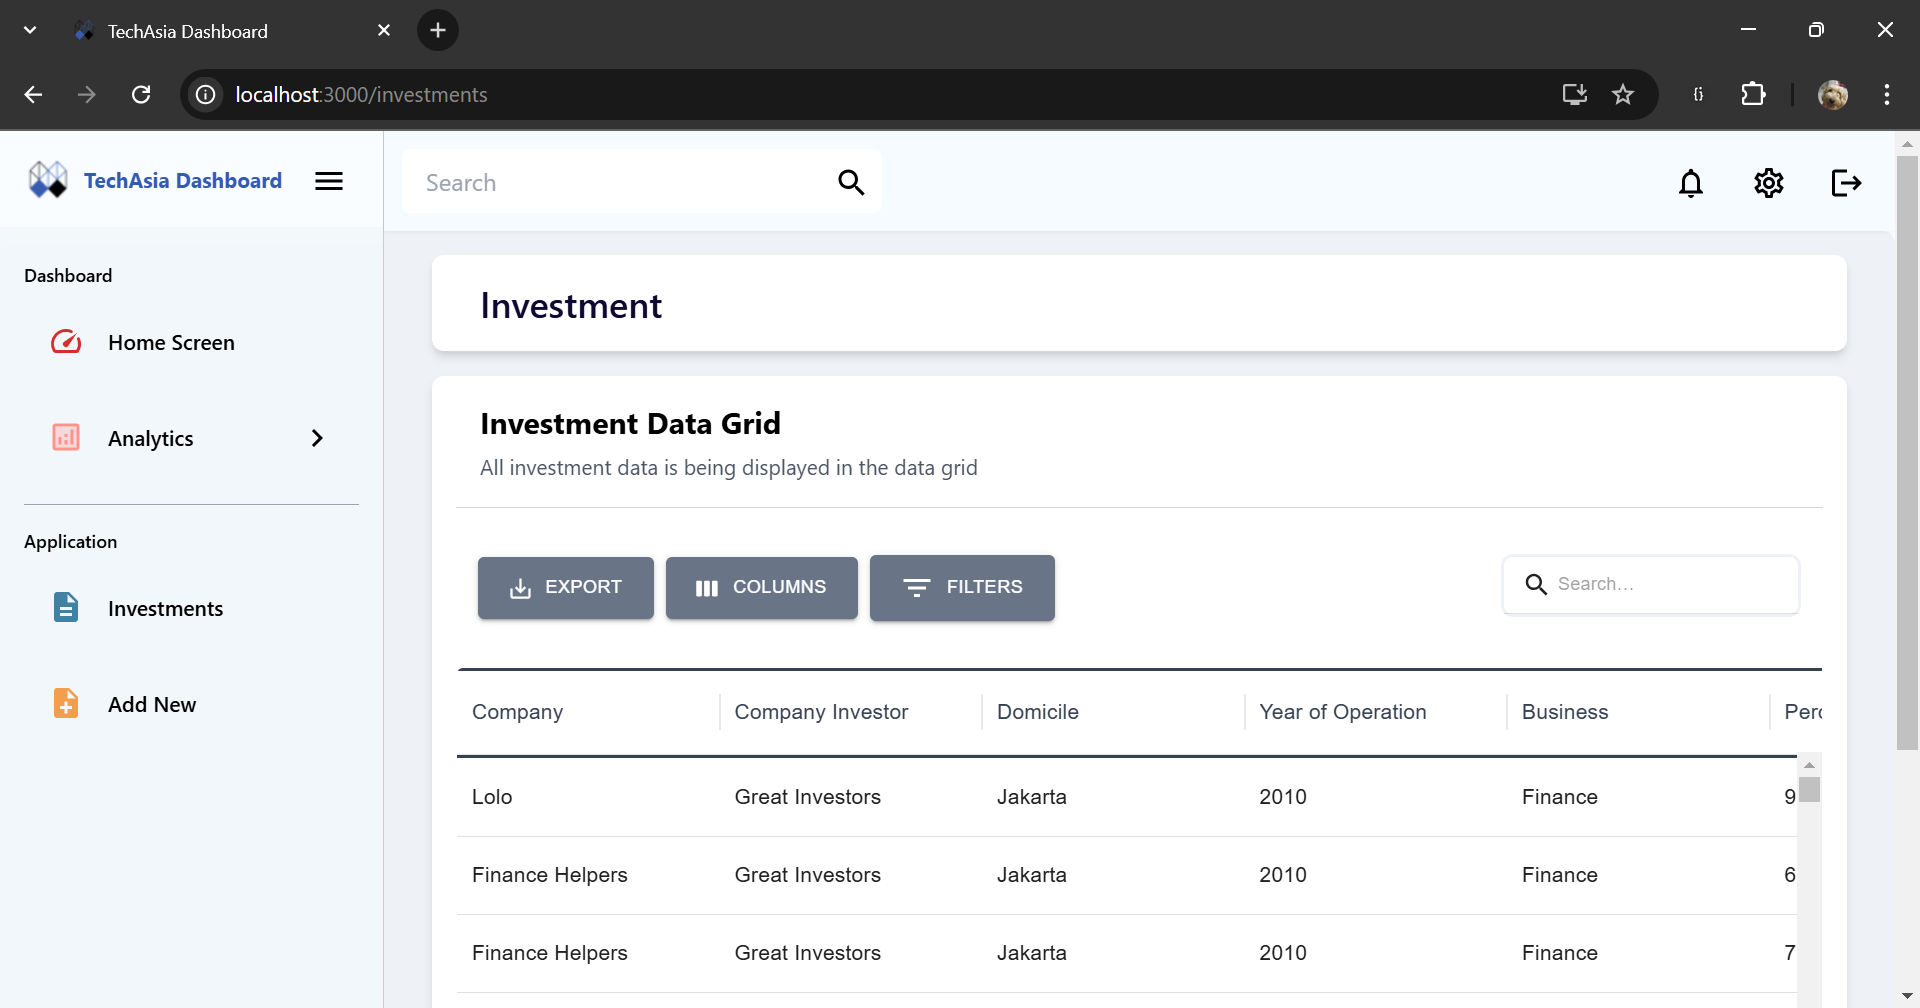 TechAsia Dashboard
localhost:3000/investments
TechAsia Dashboard
Search
Dashboard
Home Screen
Analytics
Application
Investments
Add New
Investment
Investment Data Grid
All investment data is being displayed in the data grid
EXPORT COLUMNS FILTERS Search...
Company Company Investor Domicile Year of Operation Business Perc
Lolo Great Investors Jakarta 2010 Finance 9
Finance Helpers Great Investors Jakarta 2010 Finance 6
Finance Helpers Great Investors Jakarta 2010 Finance 7